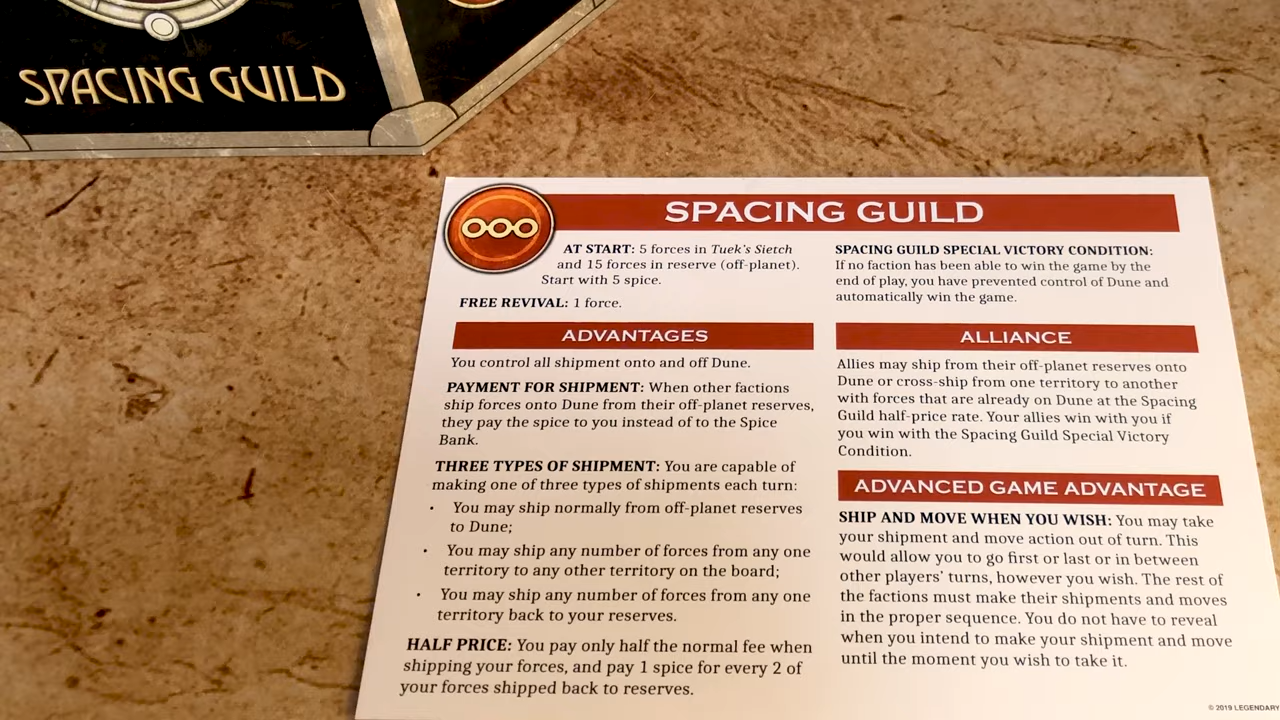 SPACING GUILD
SPACING GUILD
AT START: 5 forces in Tuek's Sietch
and 15 forces in reserve (off-planet).
Start with 5 spice.
FREE REVIVAL: 1 force.
ADVANTAGES
You control all shipment onto and off Dune.
PAYMENT FOR SHIPMENT: When other factions
ship forces onto Dune from their off-planet reserves,
they pay the spice to you instead of to the Spice
Bank.
THREE TYPES OF SHIPMENT: You are capable of
making one of three types of shipments each turn:
• You may ship normally from off-planet reserves
to Dune;
• You may ship any number of forces from any one
territory to any other territory on the board;
• You may ship any number of forces from any one
territory back to your reserves.
HALF PRICE: You pay only half the normal fee when
shipping your forces, and pay 1 spice for every 2 of
your forces shipped back to reserves.
SPACING GUILD SPECIAL VICTORY CONDITION:
If no faction has been able to win the game by the
end of play, you have prevented control of Dune and
automatically win the game.
ALLIANCE
Allies may ship from their off-planet reserves onto
Dune or cross-ship from one territory to another
with forces that are already on Dune at the Spacing
Guild half-price rate. Your allies win with you if
you win with the Spacing Guild Special Victory
Condition.
ADVANCED GAME ADVANTAGE
SHIP AND MOVE WHEN YOU WISH: You may take
your shipment and move action out of turn. This
would allow you to go first or last or in between
other players' turns, however you wish. The rest of
the factions must make their shipments and moves
in the proper sequence. You do not have to reveal
when you intend to make your shipment and move
until the moment you wish to take it.
© 2019 LEGENDARY